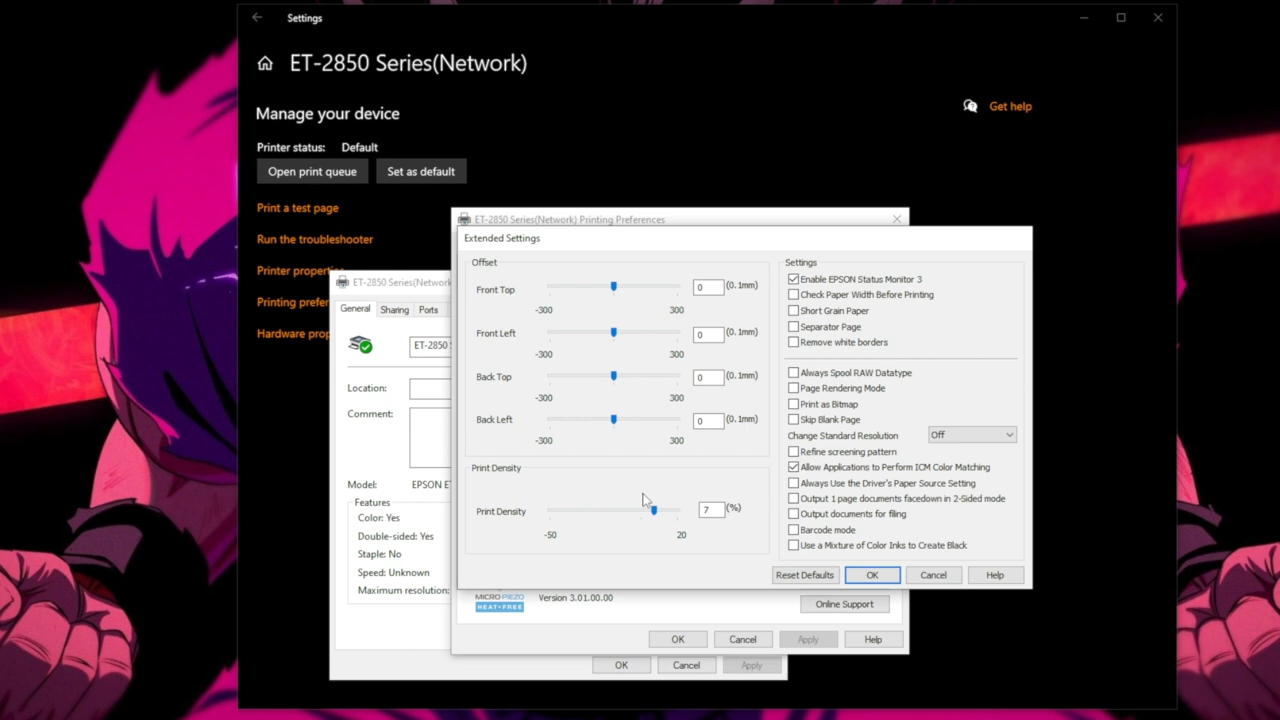 Settings
ET-2850 Series(Network)
Manage your device
Get help
Printer status: Default
Open print queue
Set as default
Print a test page
Run the troubleshooter
Printer
Printing
Hardware
ET-2850 Series(Network) Printing Preferences
Extended Settings
Offset
Front Top
0 (0.1mm)
-300 300
Front Left
0 (0.1mm)
-300 300
Back Top
0 (0.1mm)
-300 300
Back Left
0 (0.1mm)
-300 300
Print Density
Print Density
7 (%)
-50 20
Settings
Enable EPSON Status Monitor 3
Check Paper Width Before Printing
Short Grain Paper
Separator Page
Remove white borders
Always Spool RAW Datatype
Page Rendering Mode
Print as Bitmap
Skip Blank Page
Change Standard Resolution Off
Refine screening pattern
Allow Applications to Perform ICM Color Matching
Always Use the Driver's Paper Source Setting
Output 1 page documents facedown in 2-Sided mode
Output documents for filing
Barcode mode
Use a Mixture of Color Inks to Create Black
Reset Defaults OK Cancel Help
MICRO PIEZO
HEAT-FREE
Version 3.01.00.00
Online Support
OK Cancel Apply Help
ET-2850 Series(Network
General Sharing Ports
ET-2850
Location:
Comment:
Model: EPSON
Features
Color: Yes
Double-sided: Yes
Staple: No
Speed: Unknown
Maximum resolution:
OK Cancel Apply